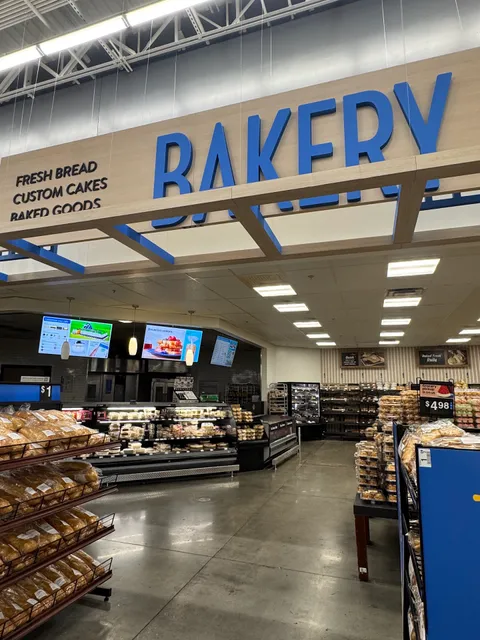 BAKERY
FRESH BREAD
CUSTOM CAKES
BAKED GOODS
$1
$4.98